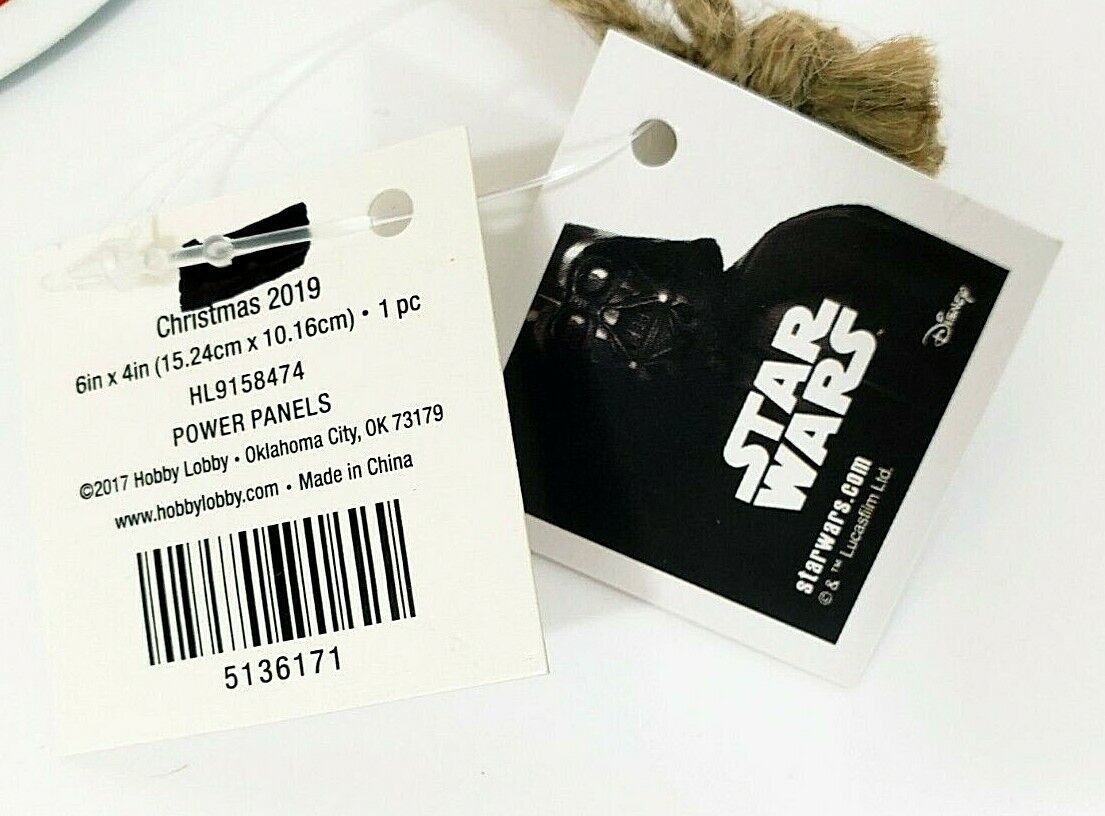 Christmas 2019
6in x 4in (15.24cm x 10.16cm) • 1 pc
HL9158474
POWER PANELS
©2017 Hobby Lobby • Oklahoma City, OK 73179
www.hobbylobby.com • Made in China
5136171
STAR
WARS™
starwars.com
© & ™ Lucasfilm Ltd.
Disney